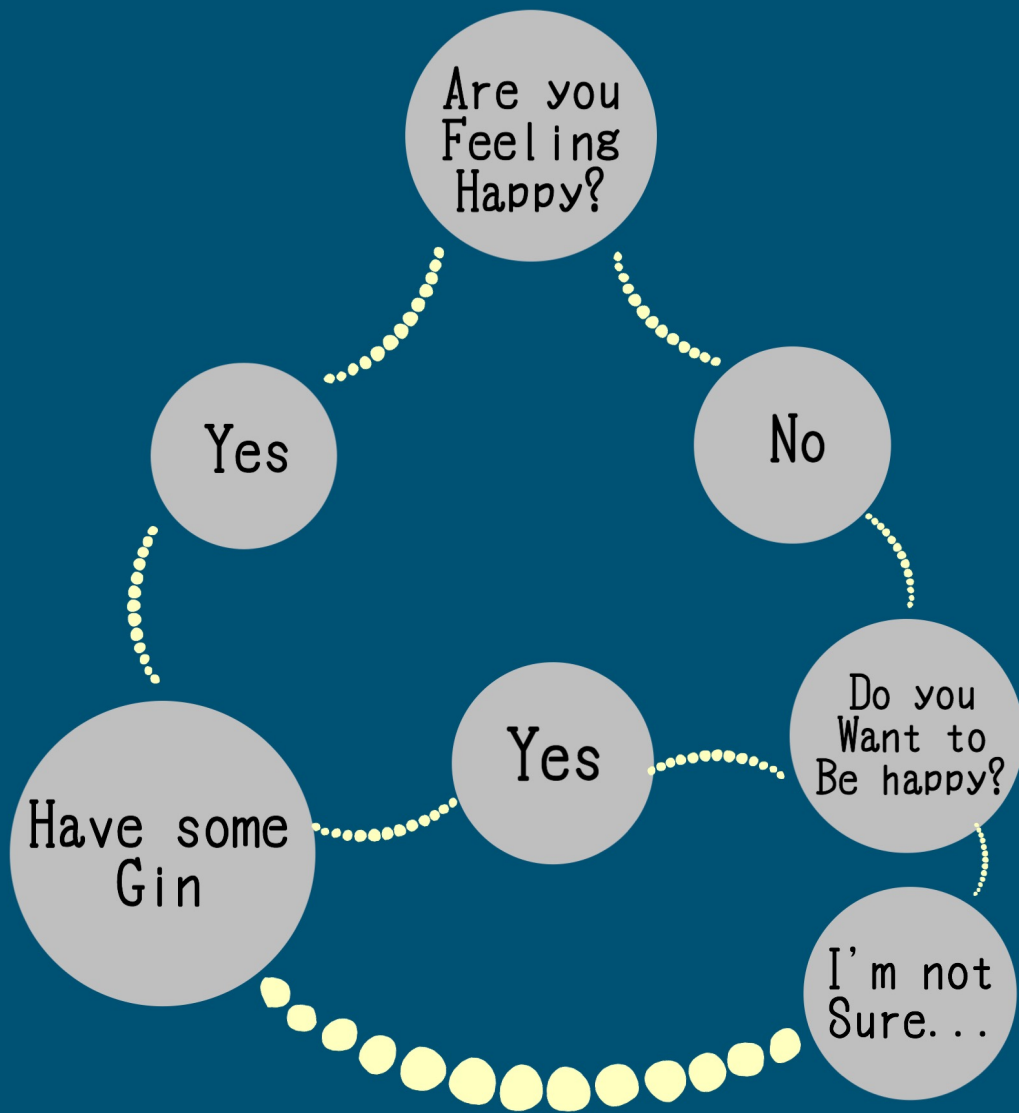 Are you
Feeling
Happy?
Yes
No
Do you
Want to
Be happy?
Yes
Have some
Gin
I'm not
Sure...